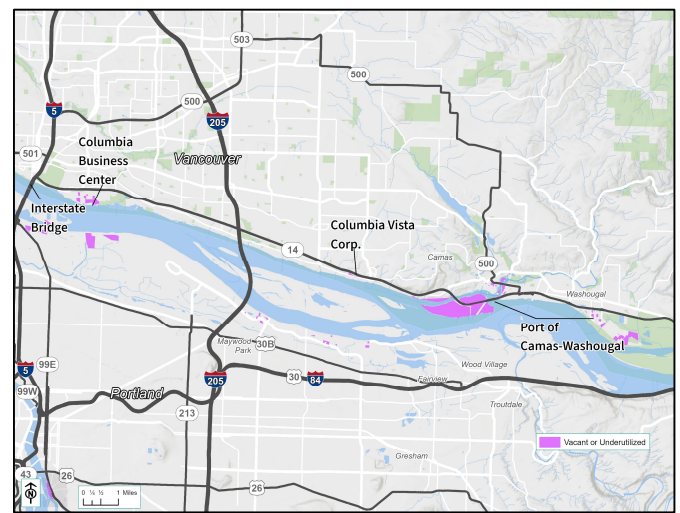 503
500
5
500
205
Columbia
Business
Center
501
Vancouver
Interstate
Bridge
Columbia Vista
Corp.
14
Camas
500
Washougal
Port of
Camas-Washougal
Maywood
Park
30B
99E
5
205
30
84
Wood Village
Fairview
99W
Portland
Troutdale
213
Vacant or Underutilized
Gresham
43
26
26
N
0 ¼ ½ 1 Miles